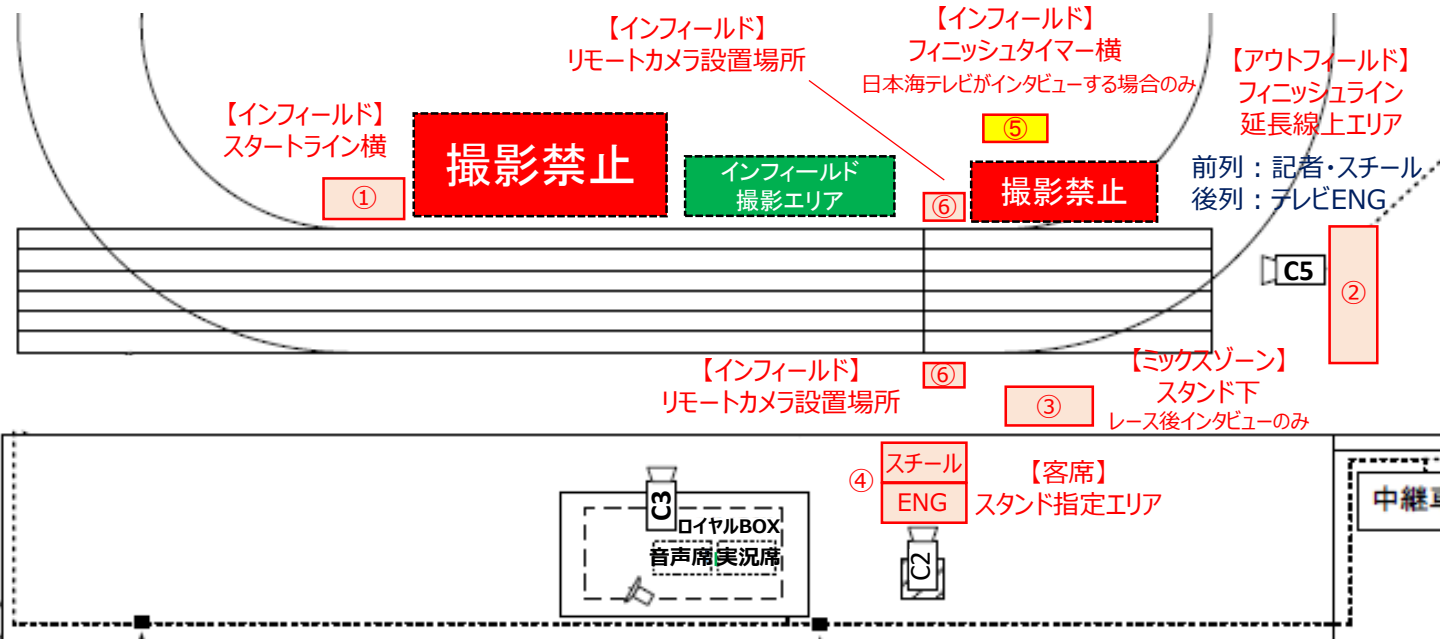 【インフィールド】
リモートカメラ設置場所
【インフィールド】
フィニッシュタイマー横
日本海テレビがインタビューする場合のみ
【アウトフィールド】
フィニッシュライン
延長線上エリア
前列：記者・スチール
後列：テレビENG
【インフィールド】
スタートライン横
①
撮影禁止
インフィールド
撮影エリア
⑤
⑥
撮影禁止
C5
②
【インフィールド】
リモートカメラ設置場所
⑥
③
【ミックスゾーン】
スタンド下
レース後インタビューのみ
④
スチール
ENG
【客席】
スタンド指定エリア
C3
ロイヤルBOX
音声席
実況席
C2